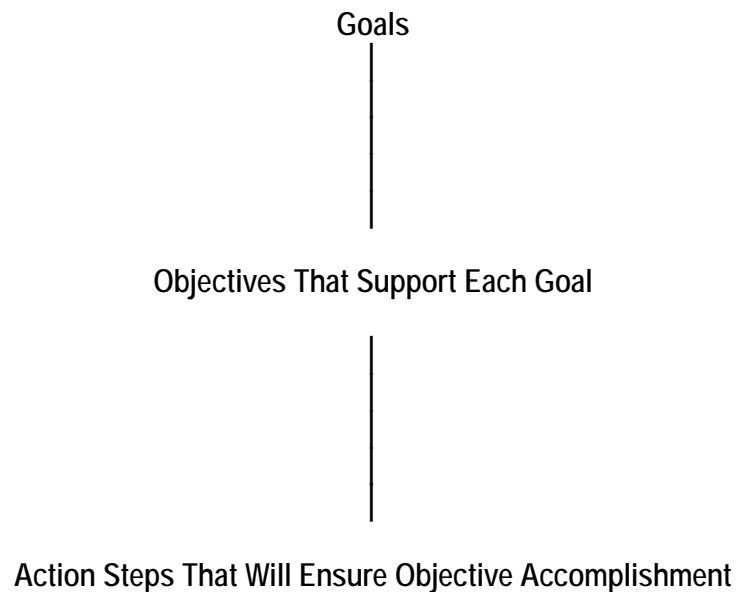 Goals
Objectives That Support Each Goal
Action Steps That Will Ensure Objective Accomplishment